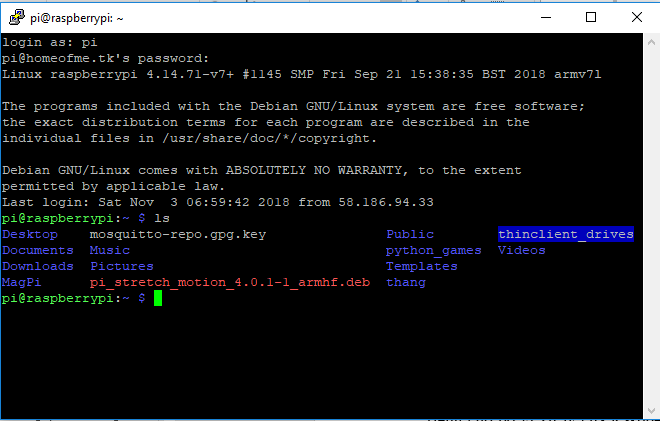 pi@raspberrypi: ~
login as: pi
pi@homeofme.tk's password:
Linux raspberrypi 4.14.71-v7+ #1145 SMP Fri Sep 21 15:38:35 BST 2018 armv7l
The programs included with the Debian GNU/Linux system are free software;
the exact distribution terms for each program are described in the
individual files in /usr/share/doc/*/copyright.
Debian GNU/Linux comes with ABSOLUTELY NO WARRANTY, to the extent
permitted by applicable law.
Last login: Sat Nov  3 06:59:42 2018 from 58.186.94.33
pi@raspberrypi:~ $ ls
Desktop    mosquitto-repo.gpg.key                Public        thinclient_drives
Documents  Music                                 python_games  Videos
Downloads  Pictures                              Templates
MagPi      pi_stretch_motion_4.0.1-1_armhf.deb  thang
pi@raspberrypi:~ $